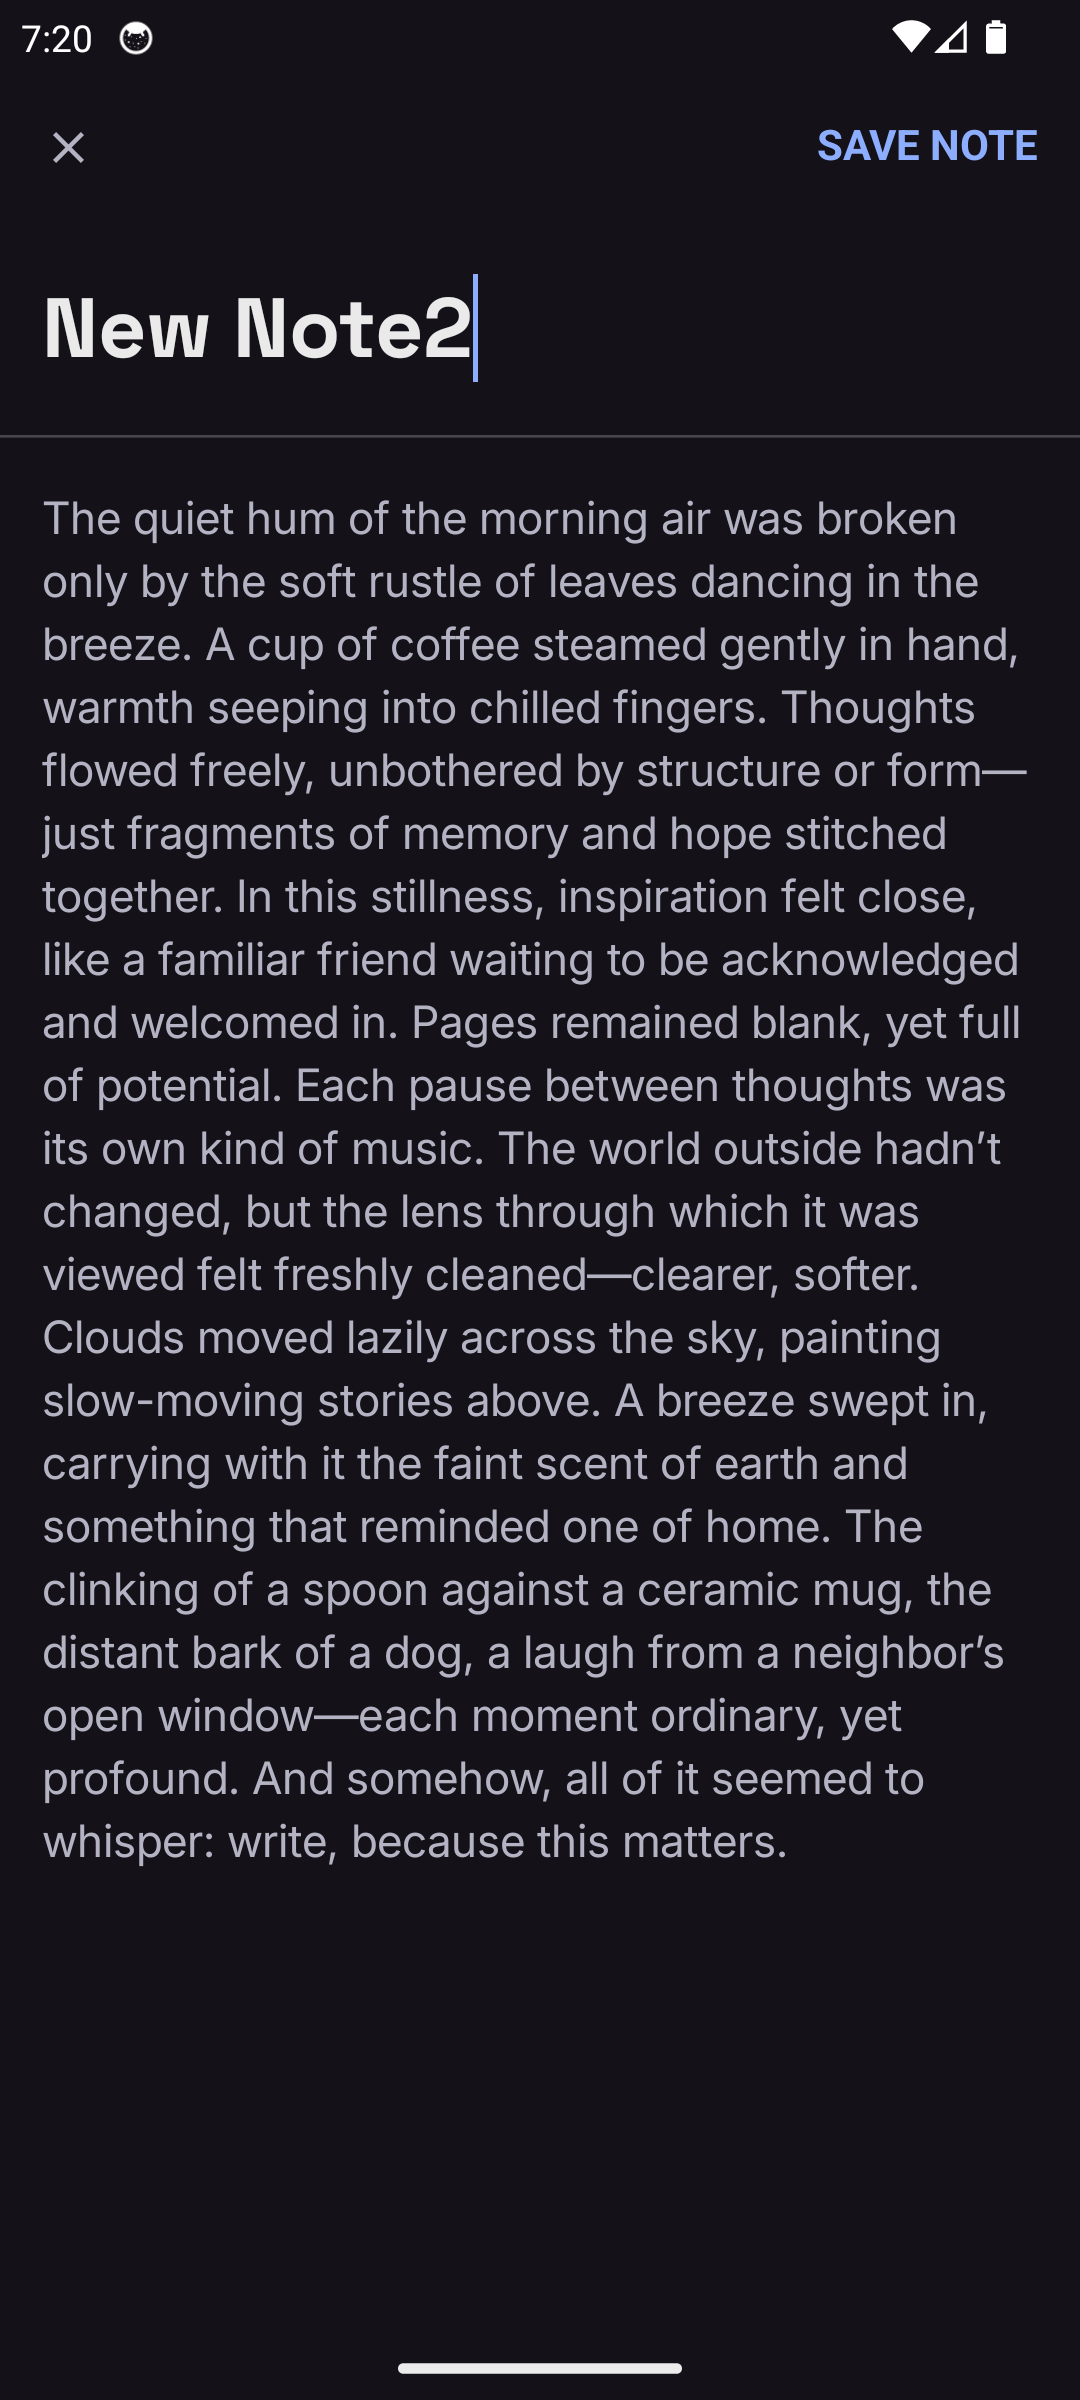 7:20
SAVE NOTE
New Note2
The quiet hum of the morning air was broken
only by the soft rustle of leaves dancing in the
breeze. A cup of coffee steamed gently in hand,
warmth seeping into chilled fingers. Thoughts
flowed freely, unbothered by structure or form—
just fragments of memory and hope stitched
together. In this stillness, inspiration felt close,
like a familiar friend waiting to be acknowledged
and welcomed in. Pages remained blank, yet full
of potential. Each pause between thoughts was
its own kind of music. The world outside hadn’t
changed, but the lens through which it was
viewed felt freshly cleaned—clearer, softer.
Clouds moved lazily across the sky, painting
slow-moving stories above. A breeze swept in,
carrying with it the faint scent of earth and
something that reminded one of home. The
clinking of a spoon against a ceramic mug, the
distant bark of a dog, a laugh from a neighbor’s
open window—each moment ordinary, yet
profound. And somehow, all of it seemed to
whisper: write, because this matters.